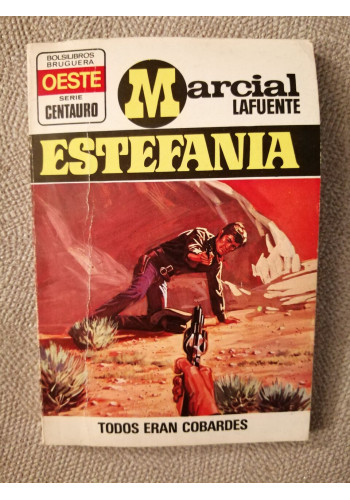 BOLSILIBROS
BRUGUERA
OESTE
SERIE
CENTAURO
Marcial
LAFUENTE
ESTEFANIA
TODOS ERAN COBARDES